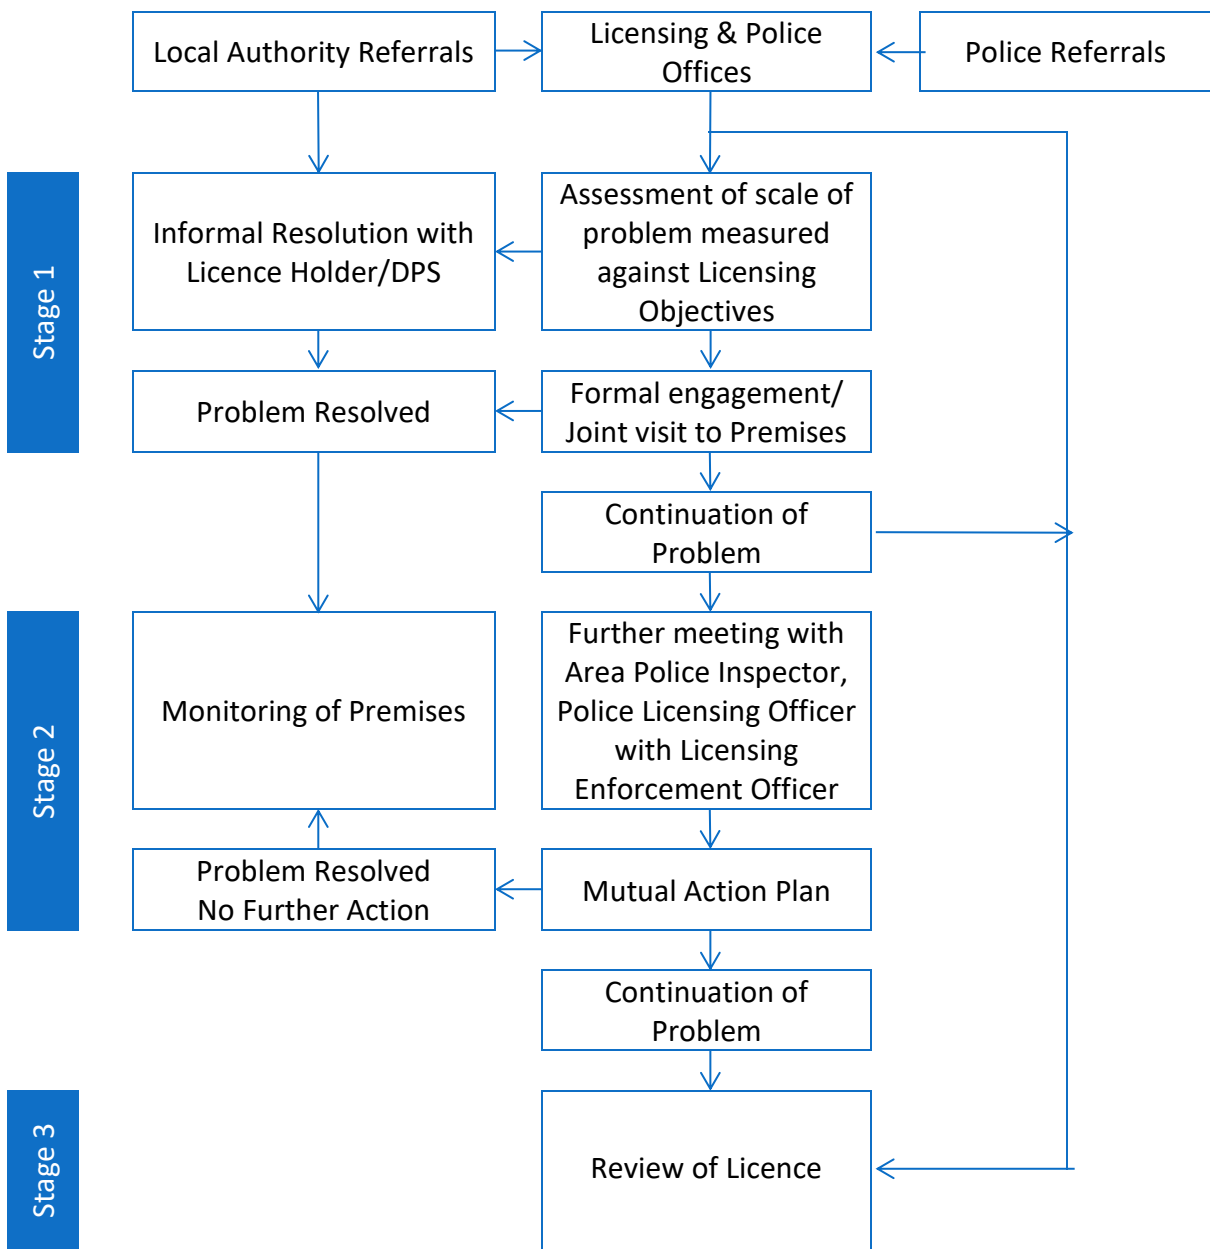 Local Authority Referrals
Licensing & Police
Offices
Police Referrals
Stage 1
Informal Resolution with
Licence Holder/DPS
Assessment of scale of
problem measured
against Licensing
Objectives
Problem Resolved
Formal engagement/
Joint visit to Premises
Continuation of
Problem
Stage 2
Monitoring of Premises
Further meeting with
Area Police Inspector,
Police Licensing Officer
with Licensing
Enforcement Officer
Problem Resolved
No Further Action
Mutual Action Plan
Continuation of
Problem
Stage 3
Review of Licence